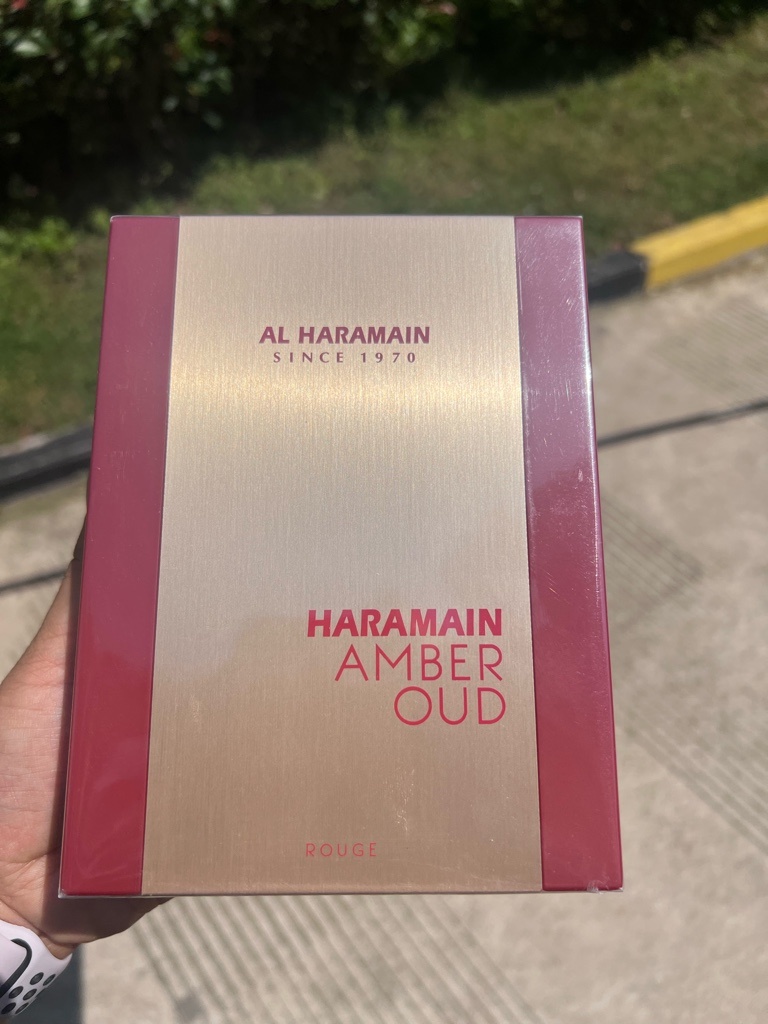 AL HARAMAIN
SINCE 1970
HARAMAIN
AMBER
OUD
ROUGE